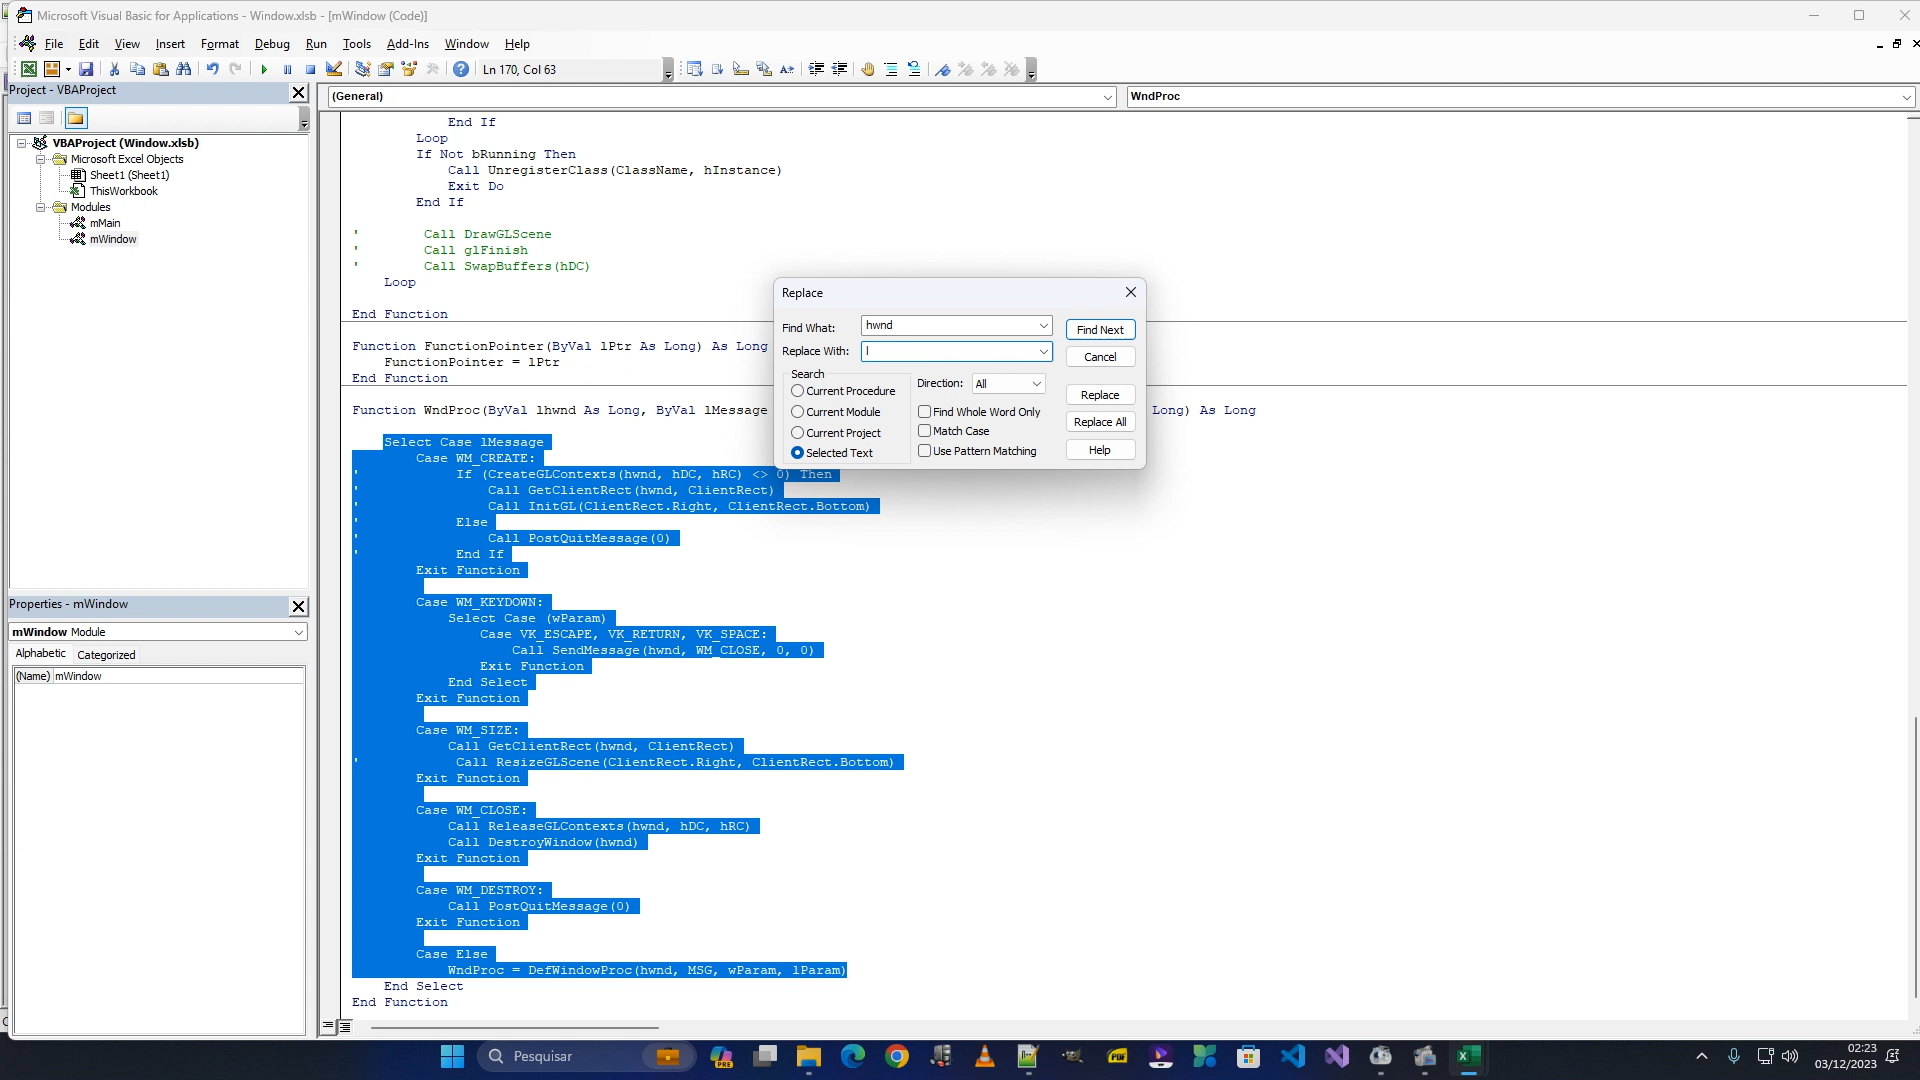 Microsoft Visual Basic for Applications - Window.xlsb - [mWindow (Code)]
File Edit View Insert Format Debug Run Tools Add-Ins Window Help
Ln 170, Col 63
Project - VBAProject
VBAProject (Window.xlsb)
Microsoft Excel Objects
Sheet1 (Sheet1)
ThisWorkbook
Modules
mMain
mWindow
Properties - mWindow
mWindow Module
Alphabetic Categorized
(Name) mWindow
(General) WndProc
End If
Loop
If Not bRunning Then
Call UnregisterClass(ClassName, hInstance)
Exit Do
End If
' Call DrawGLScene
' Call glFinish
' Call SwapBuffers(hDC)
Loop
End Function
Function FunctionPointer(ByVal lPtr As Long) As Long
FunctionPointer = lPtr
End Function
Function WndProc(ByVal lhwnd As Long, ByVal lMessage Long) As Long
Select Case lMessage
Case WM_CREATE:
' If (CreateGLContexts(hwnd, hDC, hRC) <> 0) Then
' Call GetClientRect(hwnd, ClientRect)
' Call InitGL(ClientRect.Right, ClientRect.Bottom)
' Else
' Call PostQuitMessage(0)
' End If
Exit Function
Case WM_KEYDOWN:
Select Case (wParam)
Case VK_ESCAPE, VK_RETURN, VK_SPACE:
Call SendMessage(hwnd, WM_CLOSE, 0, 0)
Exit Function
End Select
Exit Function
Case WM_SIZE:
Call GetClientRect(hwnd, ClientRect)
' Call ResizeGLScene(ClientRect.Right, ClientRect.Bottom)
Exit Function
Case WM_CLOSE:
Call ReleaseGLContexts(hwnd, hDC, hRC)
Call DestroyWindow(hwnd)
Exit Function
Case WM_DESTROY:
Call PostQuitMessage(0)
Exit Function
Case Else
WndProc = DefWindowProc(hwnd, MSG, wParam, lParam)
End Select
End Function
Replace
Find What: hwnd Find Next
Replace With: l Cancel
Search
Direction: All
Current Procedure Replace
Current Module Find Whole Word Only
Replace All
Current Project Match Case
Selected Text Use Pattern Matching Help
Pesquisar
PRE
PDF
02:23
03/12/2023